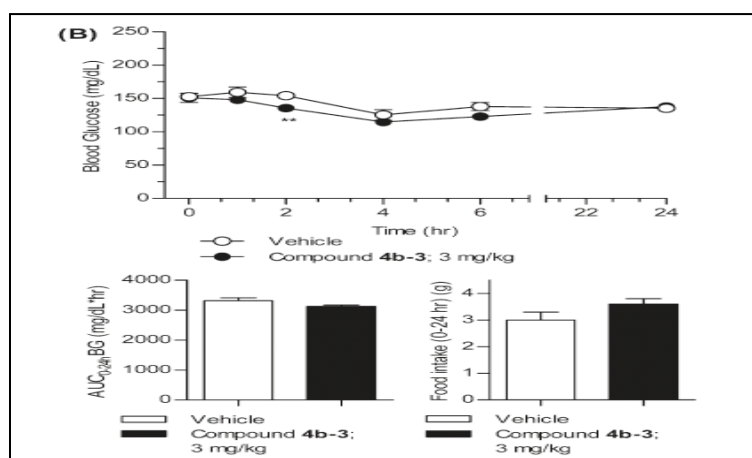 (B)
250
200
150
100
50
0
Blood Glucose (mg/dL)
**
0 2 4 6 22 24
Time (hr)
Vehicle
Compound 4b-3; 3 mg/kg
4000
3000
2000
1000
0
AUC0-24h BG (mg/dL*hr)
Vehicle
Compound 4b-3;
3 mg/kg
4
3
2
1
0
Food intake (0-24 hr) (g)
Vehicle
Compound 4b-3;
3 mg/kg